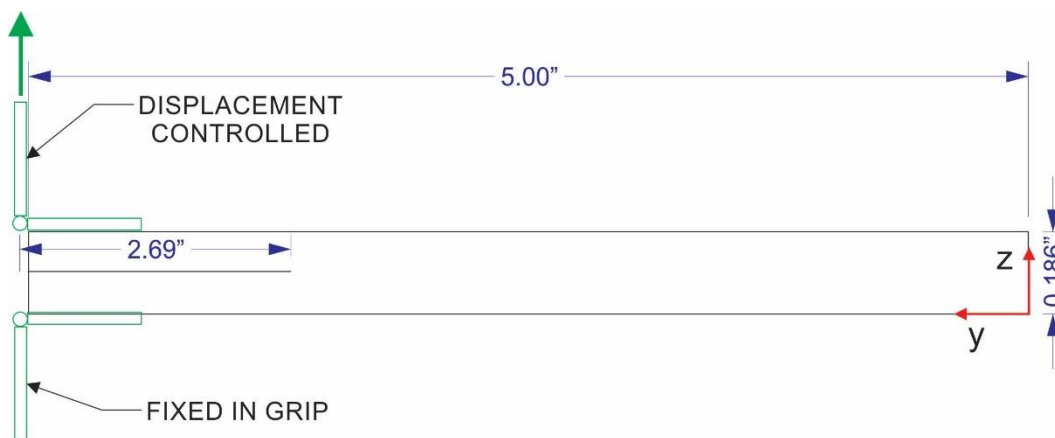 5.00”
DISPLACEMENT
CONTROLLED
2.69”
z
0.186”
y
FIXED IN GRIP